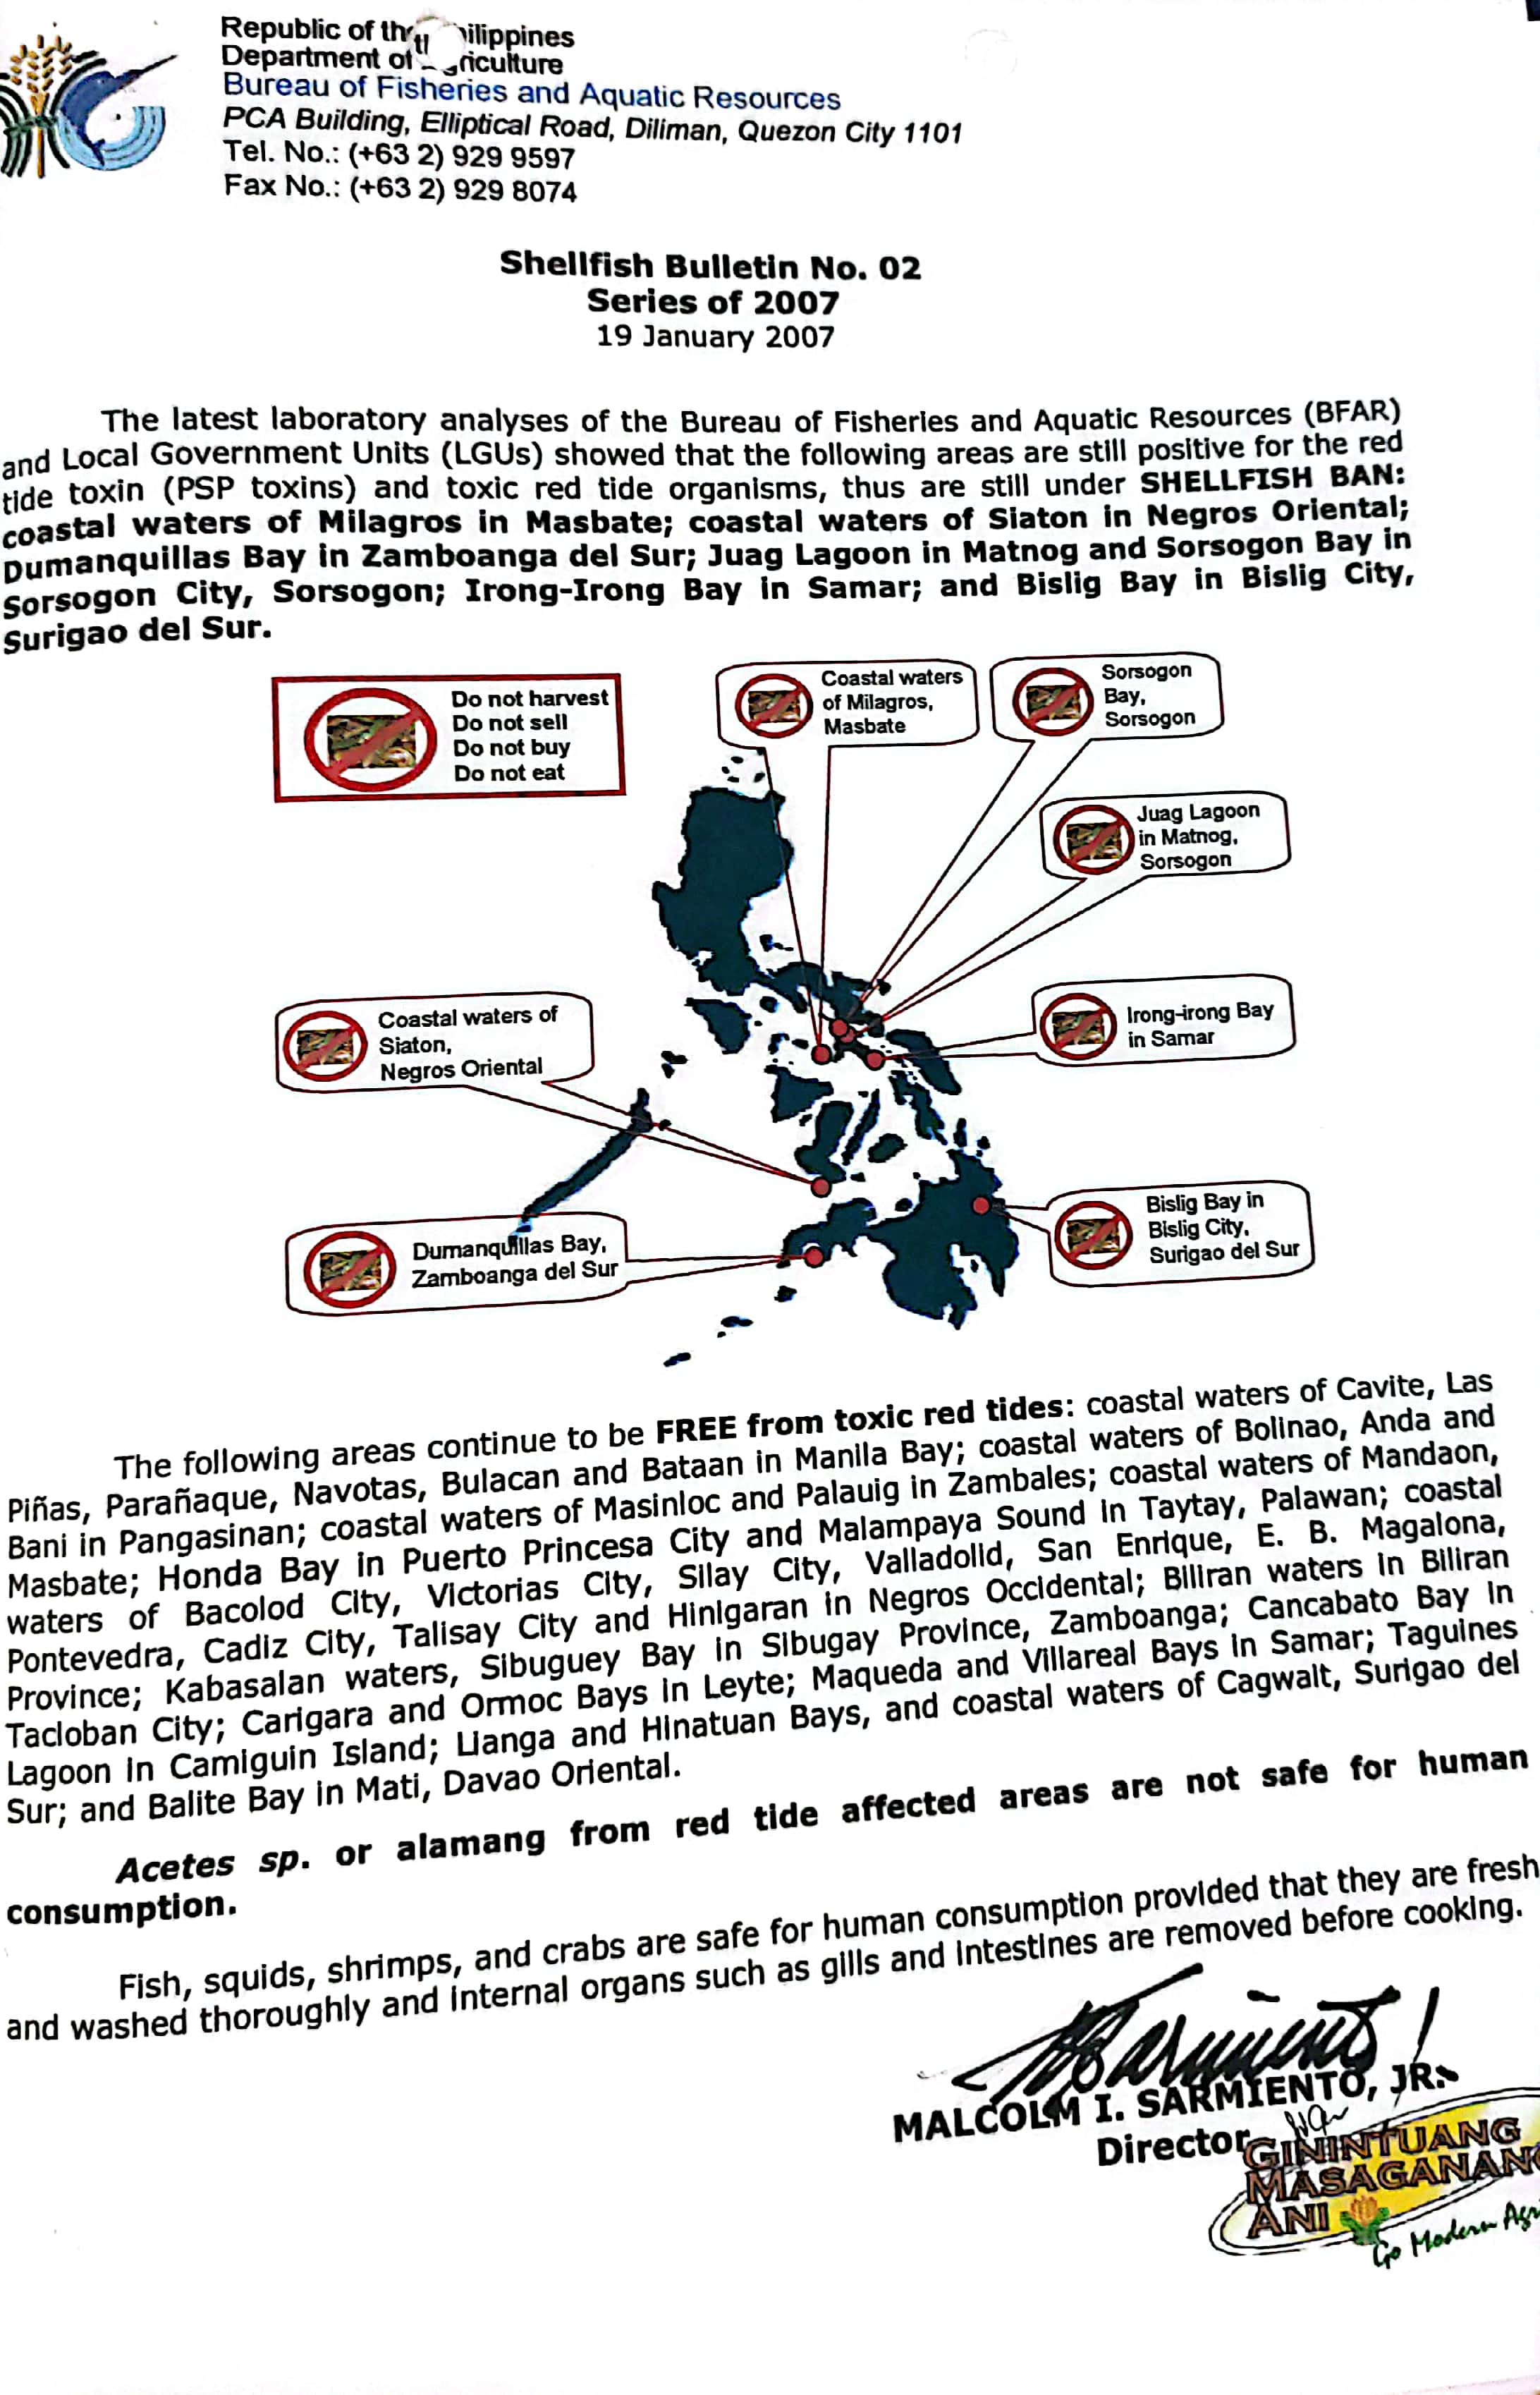 Republic of the Philippines
Department of Agriculture
Bureau of Fisheries and Aquatic Resources
PCA Building, Elliptical Road, Diliman, Quezon City 1101
Tel. No.: (+63 2) 929 9597
Fax No.: (+63 2) 929 8074
Shellfish Bulletin No. 02
Series of 2007
19 January 2007
The latest laboratory analyses of the Bureau of Fisheries and Aquatic Resources (BFAR)
and Local Government Units (LGUs) showed that the following areas are still positive for the red
tide toxin (PSP toxins) and toxic red tide organisms, thus are still under SHELLFISH BAN:
coastal waters of Milagros in Masbate; coastal waters of Siaton in Negros Oriental;
Dumanquillas Bay in Zamboanga del Sur; Juag Lagoon in Matnog and Sorsogon Bay in
Sorsogon City, Sorsogon; Irong-Irong Bay in Samar; and Bislig Bay in Bislig City,
Surigao del Sur.
Do not harvest
Do not sell
Do not buy
Do not eat
Coastal waters
of Milagros,
Masbate
Sorsogon
Bay,
Sorsogon
Juag Lagoon
in Matnog,
Sorsogon
Coastal waters of
Siaton,
Negros Oriental
Irong-irong Bay
in Samar
Dumanquillas Bay,
Zamboanga del Sur
Bislig Bay in
Bislig City,
Surigao del Sur
The following areas continue to be FREE from toxic red tides: coastal waters of Cavite, Las
Piñas, Parañaque, Navotas, Bulacan and Bataan in Manila Bay; coastal waters of Bolinao, Anda and
Bani in Pangasinan; coastal waters of Masinloc and Palauig in Zambales; coastal waters of Mandaon,
Masbate; Honda Bay in Puerto Princesa City and Malampaya Sound in Taytay, Palawan; coastal
waters of Bacolod City, Victorias City, Silay City, Valladolid, San Enrique, E. B. Magalona,
Pontevedra, Cadiz City, Talisay City and Hinigaran in Negros Occidental; Biliran waters in Biliran
Province; Kabasalan waters, Sibuguey Bay in Sibugay Province, Zamboanga; Cancabato Bay in
Tacloban City; Carigara and Ormoc Bays in Leyte; Maqueda and Villareal Bays in Samar; Taguines
Lagoon in Camiguin Island; Lianga and Hinatuan Bays, and coastal waters of Cagwait, Surigao del
Sur; and Balite Bay in Mati, Davao Oriental.
Acetes sp. or alamang from red tide affected areas are not safe for human
consumption.
Fish, squids, shrimps, and crabs are safe for human consumption provided that they are fresh
and washed thoroughly and internal organs such as gills and intestines are removed before cooking.
MALCOLM I. SARMIENTO, JR.
Director
GININTUANG
MASAGANANG
ANI
Go Modern Agri